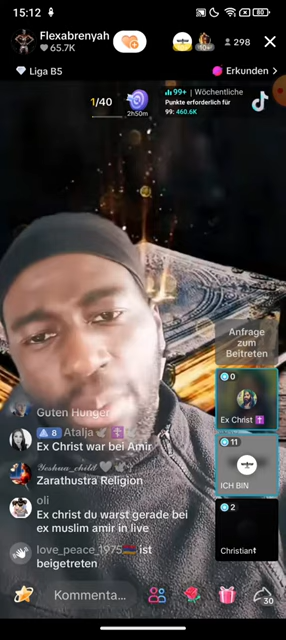 15:12
80
Flexabrenyah
65.7K
10+
298
Liga B5
Erkunden >
1/40
2h50m
99+ | Wöchentliche
Punkte erforderlich für
99: 460.6K
Anfrage
zum
Beitreten
0
Ex Christ ✝️
11
ICH BIN
2
Christian✝
Guten Hunger
8 Atalja 🕊 ✝️ 🕊
Ex Christ war bei Amir
Yeshua_child 🤍🕊
Zarathustra Religion
oli
Ex christ du warst gerade bei
ex muslim amir in live
love_peace_1975🇦🇲 ist
beigetreten
Kommenta...
30